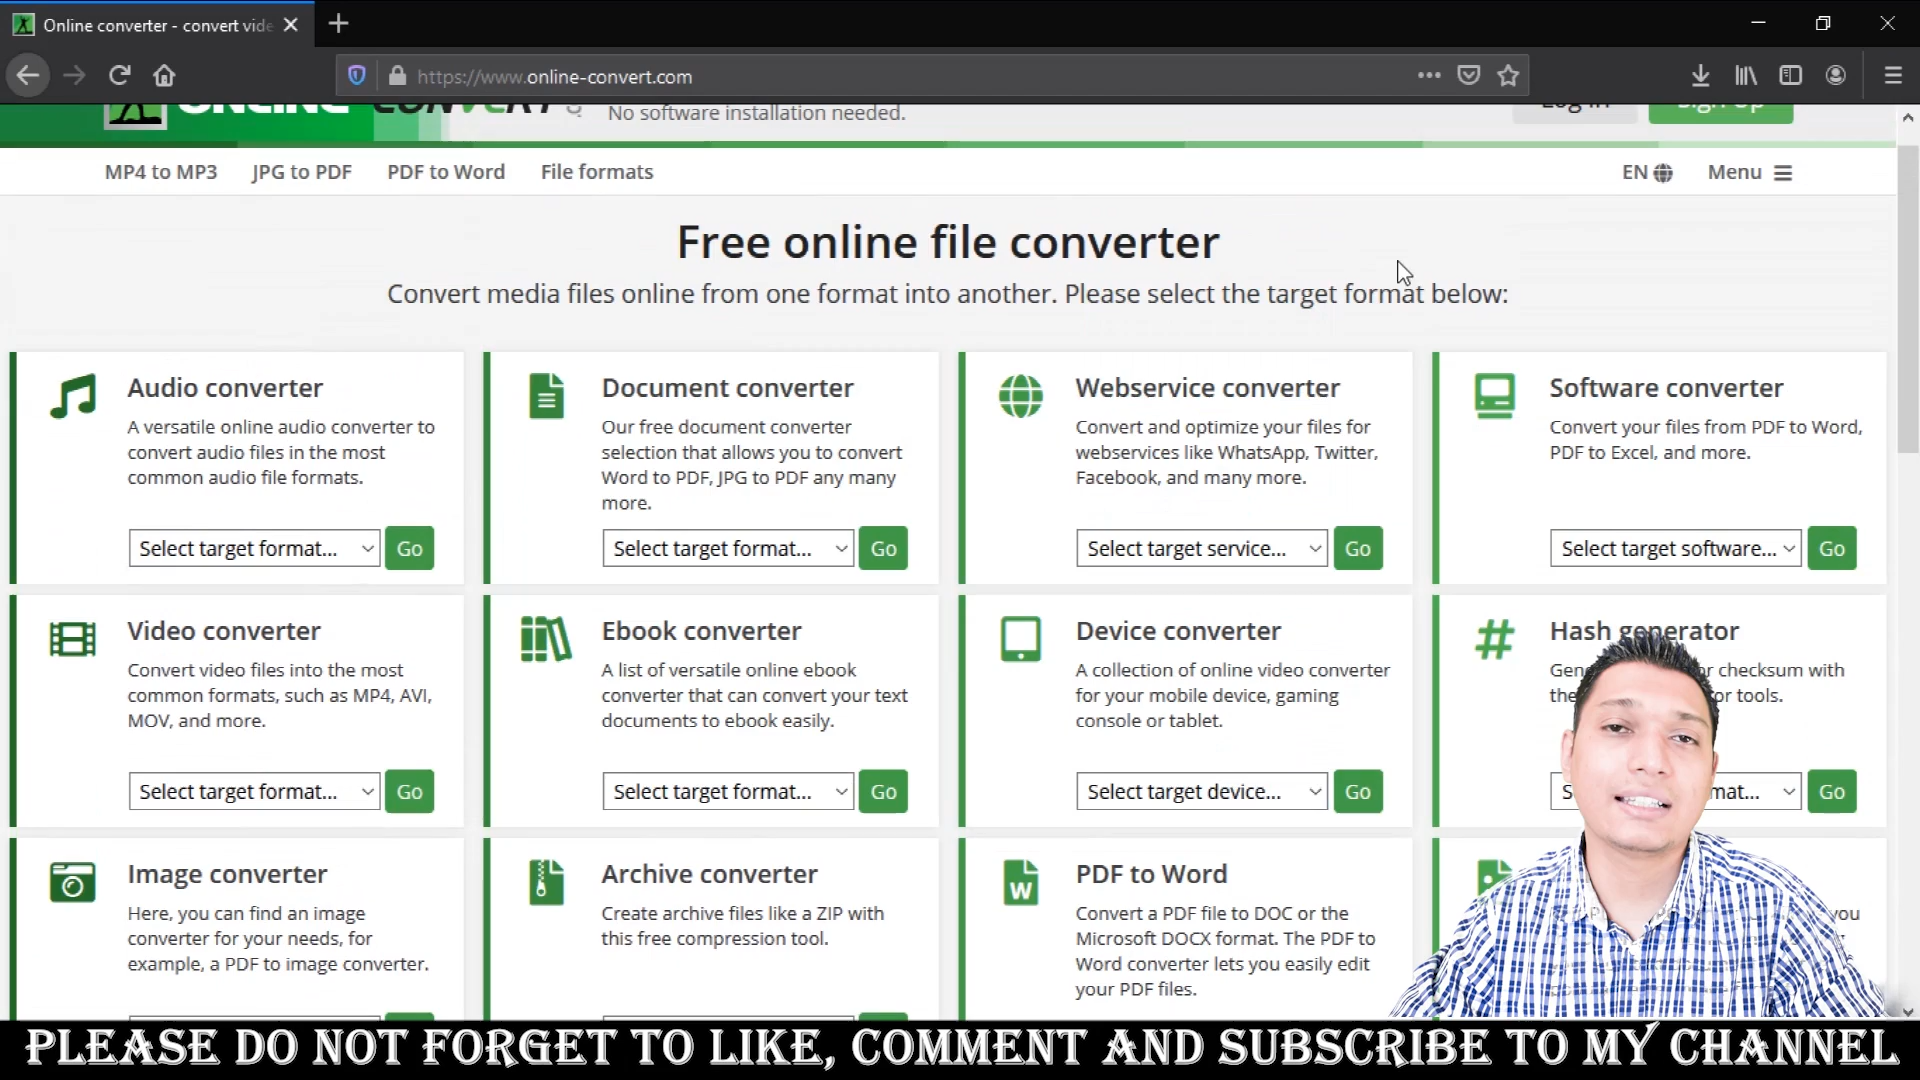 Online converter - convert vide
https://www.online-convert.com
No software installation needed.
Log In
Sign Up
MP4 to MP3
JPG to PDF
PDF to Word
File formats
EN
Menu
Free online file converter
Convert media files online from one format into another. Please select the target format below:
Audio converter
A versatile online audio converter to
convert audio files in the most
common audio file formats.
Select target format...
Go
Document converter
Our free document converter
selection that allows you to convert
Word to PDF, JPG to PDF any many
more.
Select target format...
Go
Webservice converter
Convert and optimize your files for
webservices like WhatsApp, Twitter,
Facebook, and many more.
Select target service...
Go
Software converter
Convert your files from PDF to Word,
PDF to Excel, and more.
Select target software...
Go
Video converter
Convert video files into the most
common formats, such as MP4, AVI,
MOV, and more.
Select target format...
Go
Ebook converter
A list of versatile online ebook
converter that can convert your text
documents to ebook easily.
Select target format...
Go
Device converter
A collection of online video converter
for your mobile device, gaming
console or tablet.
Select target device...
Go
# Hash generator
checksum with
or tools.
mat...
Go
Image converter
Here, you can find an image
converter for your needs, for
example, a PDF to image converter.
Archive converter
Create archive files like a ZIP with
this free compression tool.
W
PDF to Word
Convert a PDF file to DOC or the
Microsoft DOCX format. The PDF to
Word converter lets you easily edit
your PDF files.
you
PLEASE DO NOT FORGET TO LIKE, COMMENT AND SUBSCRIBE TO MY CHANNEL